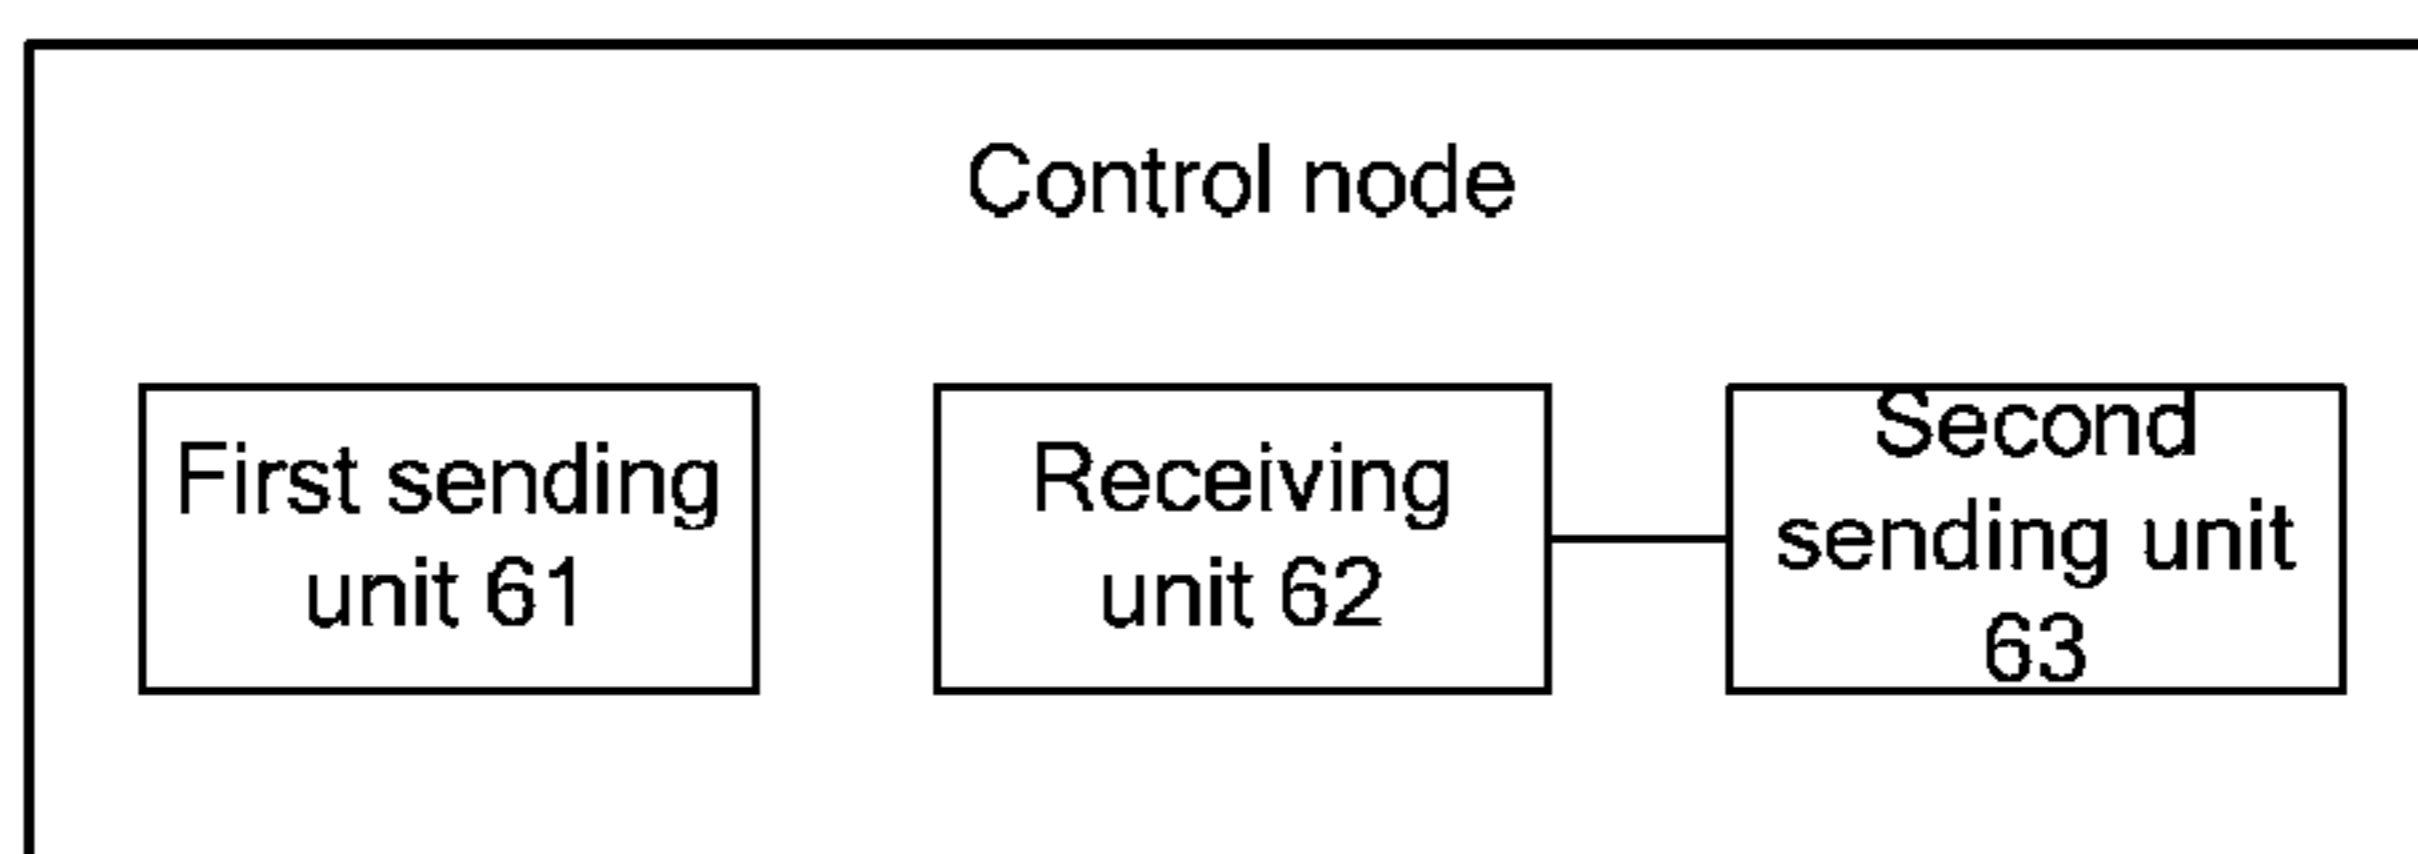 Control node
First sending
unit 61
Receiving
unit 62
Second
sending unit
63